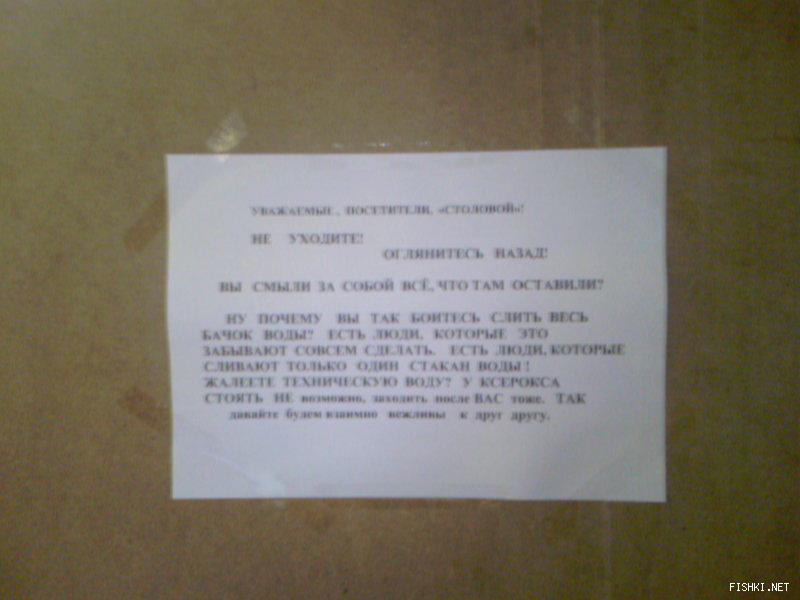 УВАЖАЕМЫЕ, ПОСЕТИТЕЛИ, «СТОЛОВОЙ»!
НЕ УХОДИТЕ!
ОГЛЯНИТЕСЬ НАЗАД!
ВЫ СМЫЛИ ЗА СОБОЙ ВСЁ, ЧТО ТАМ ОСТАВИЛИ?
НУ ПОЧЕМУ ВЫ ТАК БОИТЕСЬ СЛИТЬ ВЕСЬ
БАЧОК ВОДЫ? ЕСТЬ ЛЮДИ, КОТОРЫЕ ЭТО
ЗАБЫВАЮТ СОВСЕМ СДЕЛАТЬ. ЕСТЬ ЛЮДИ, КОТОРЫЕ
СЛИВАЮТ ТОЛЬКО ОДИН СТАКАН ВОДЫ!
ЖАЛЕЕТЕ ТЕХНИЧЕСКУЮ ВОДУ? У КСЕРОКСА
СТОЯТЬ НЕ возможно, заходить после ВАС тоже. ТАК
давайте будем взаимно вежливы к друг другу.
FISHKI.NET